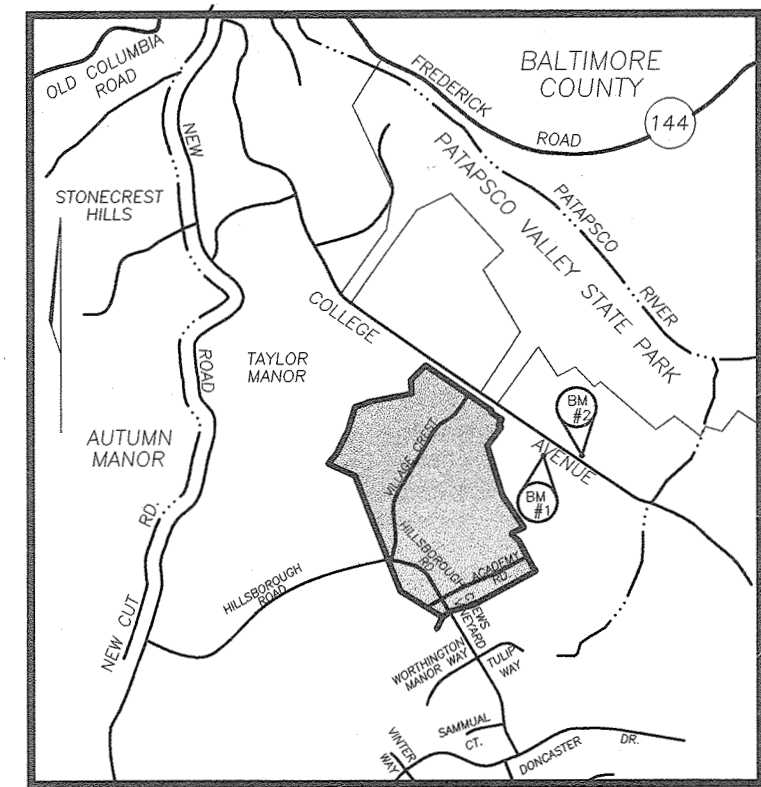 OLD COLUMBIA
ROAD
FREDERICK
ROAD
BALTIMORE
COUNTY
144
NEW
ROAD
STONECREST
HILLS
PATAPSCO VALLEY STATE PARK
PATAPSCO
RIVER
COLLEGE
AVENUE
TAYLOR
MANOR
AUTUMN
MANOR
BM
#2
BM
#1
VILLAGE CREST
HILLSBOROUGH
RD
ACADEMY
RD.
HILLSBOROUGH
ROAD
NEW CUT
RD.
VINEYARD
WORTHINGTON
MANOR WAY
TULIP
WAY
SAMMUAL
CT.
VINTER
WAY
DONCASTER
DR.